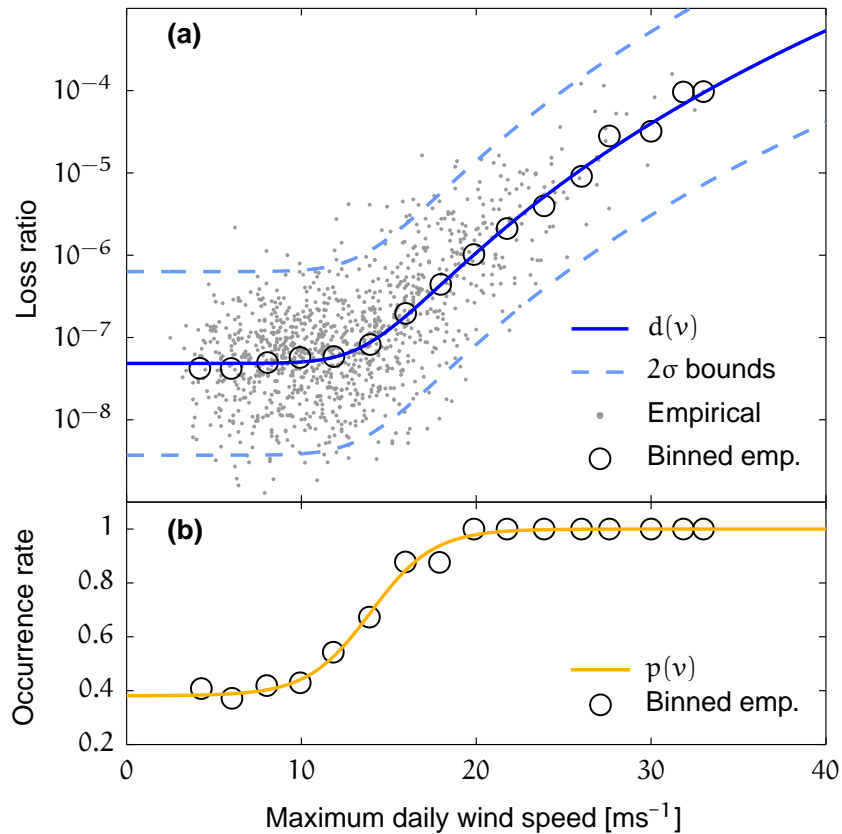 (a)
10⁻⁴
10⁻⁵
10⁻⁶
10⁻⁷
10⁻⁸
Loss ratio
d(v)
2σ bounds
Empirical
Binned emp.
(b)
1
0.8
0.6
0.4
0.2
Occurrence rate
p(v)
Binned emp.
0 10 20 30 40
Maximum daily wind speed [ms⁻¹]